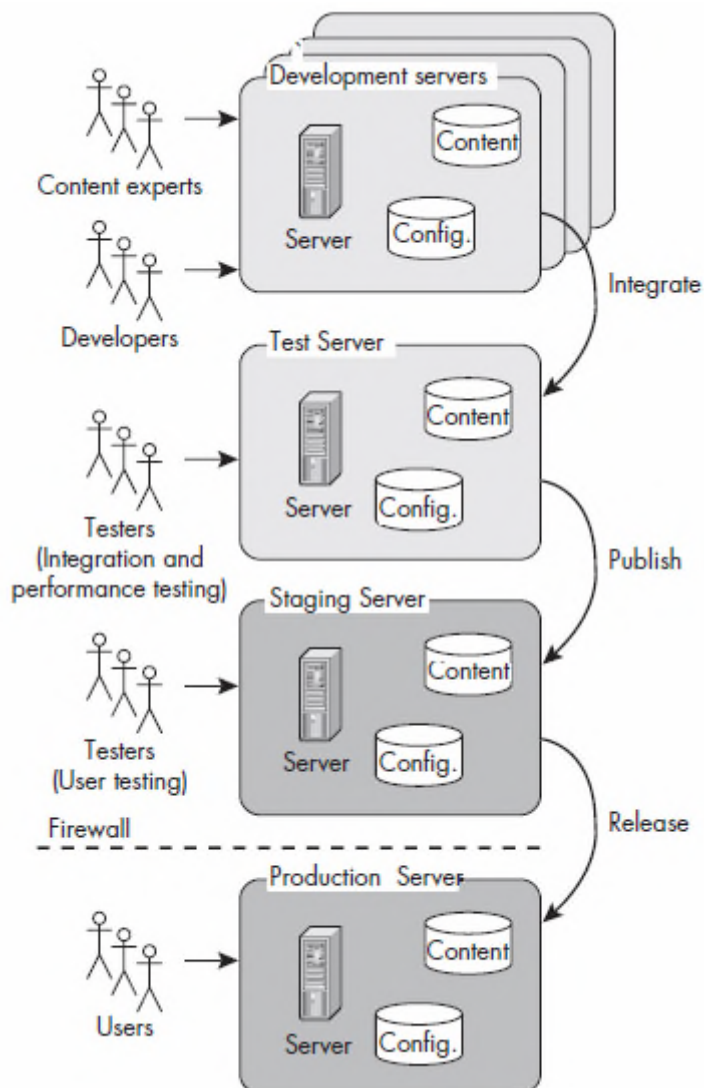 Development servers
Content
Content experts
Server
Config.
Developers
Integrate
Test Server
Content
Testers
(Integration and
performance testing)
Server
Config.
Publish
Staging Server
Content
Testers
(User testing)
Server
Config.
Firewall
Release
Production Server
Content
Users
Server
Config.